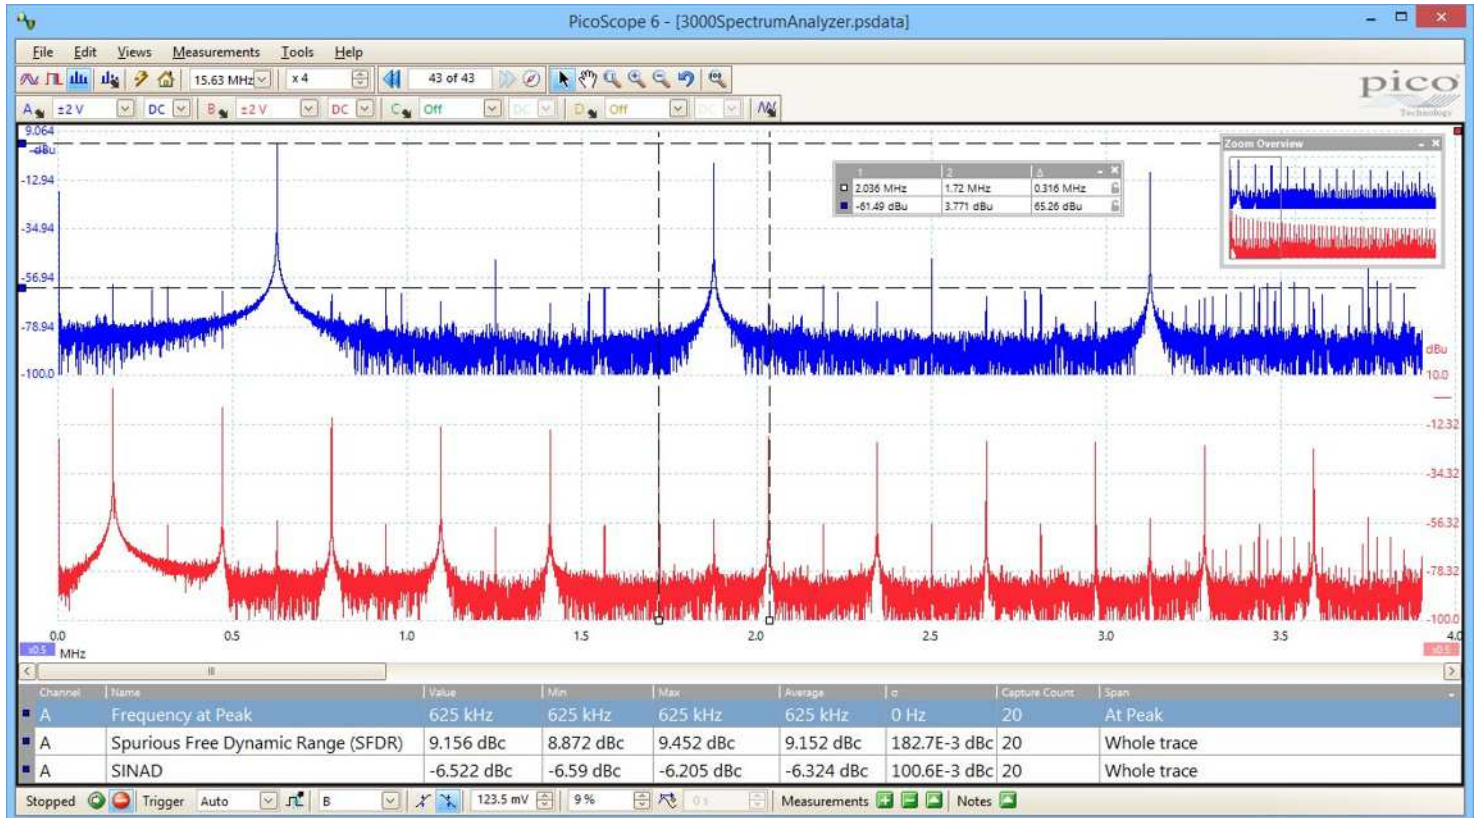 PicoScope 6 - [3000SpectrumAnalyzer.psdata]
File Edit Views Measurements Tools Help
15.63 MHz x 4 43 of 43
pico
Technology
A ±2 V DC B ±2 V DC C Off DC D Off DC
9.064
dBu
-12.94
-34.94
-56.94
-78.94
-100.0
1 2 Δ
2.036 MHz 1.72 MHz 0.316 MHz
-61.49 dBu 3.771 dBu 65.26 dBu
Zoom Overview
dBu
10.0
-12.32
-34.32
-56.32
-78.32
-100.0
0.0 0.5 1.0 1.5 2.0 2.5 3.0 3.5 4.0
x0.5 MHz x0.5
Channel Name Value Min Max Average σ Capture Count Span
A Frequency at Peak 625 kHz 625 kHz 625 kHz 625 kHz 0 Hz 20 At Peak
A Spurious Free Dynamic Range (SFDR) 9.156 dBc 8.872 dBc 9.452 dBc 9.152 dBc 182.7E-3 dBc 20 Whole trace
A SINAD -6.522 dBc -6.59 dBc -6.205 dBc -6.324 dBc 100.6E-3 dBc 20 Whole trace
Stopped Trigger Auto B 123.5 mV 9 % 0 s Measurements Notes